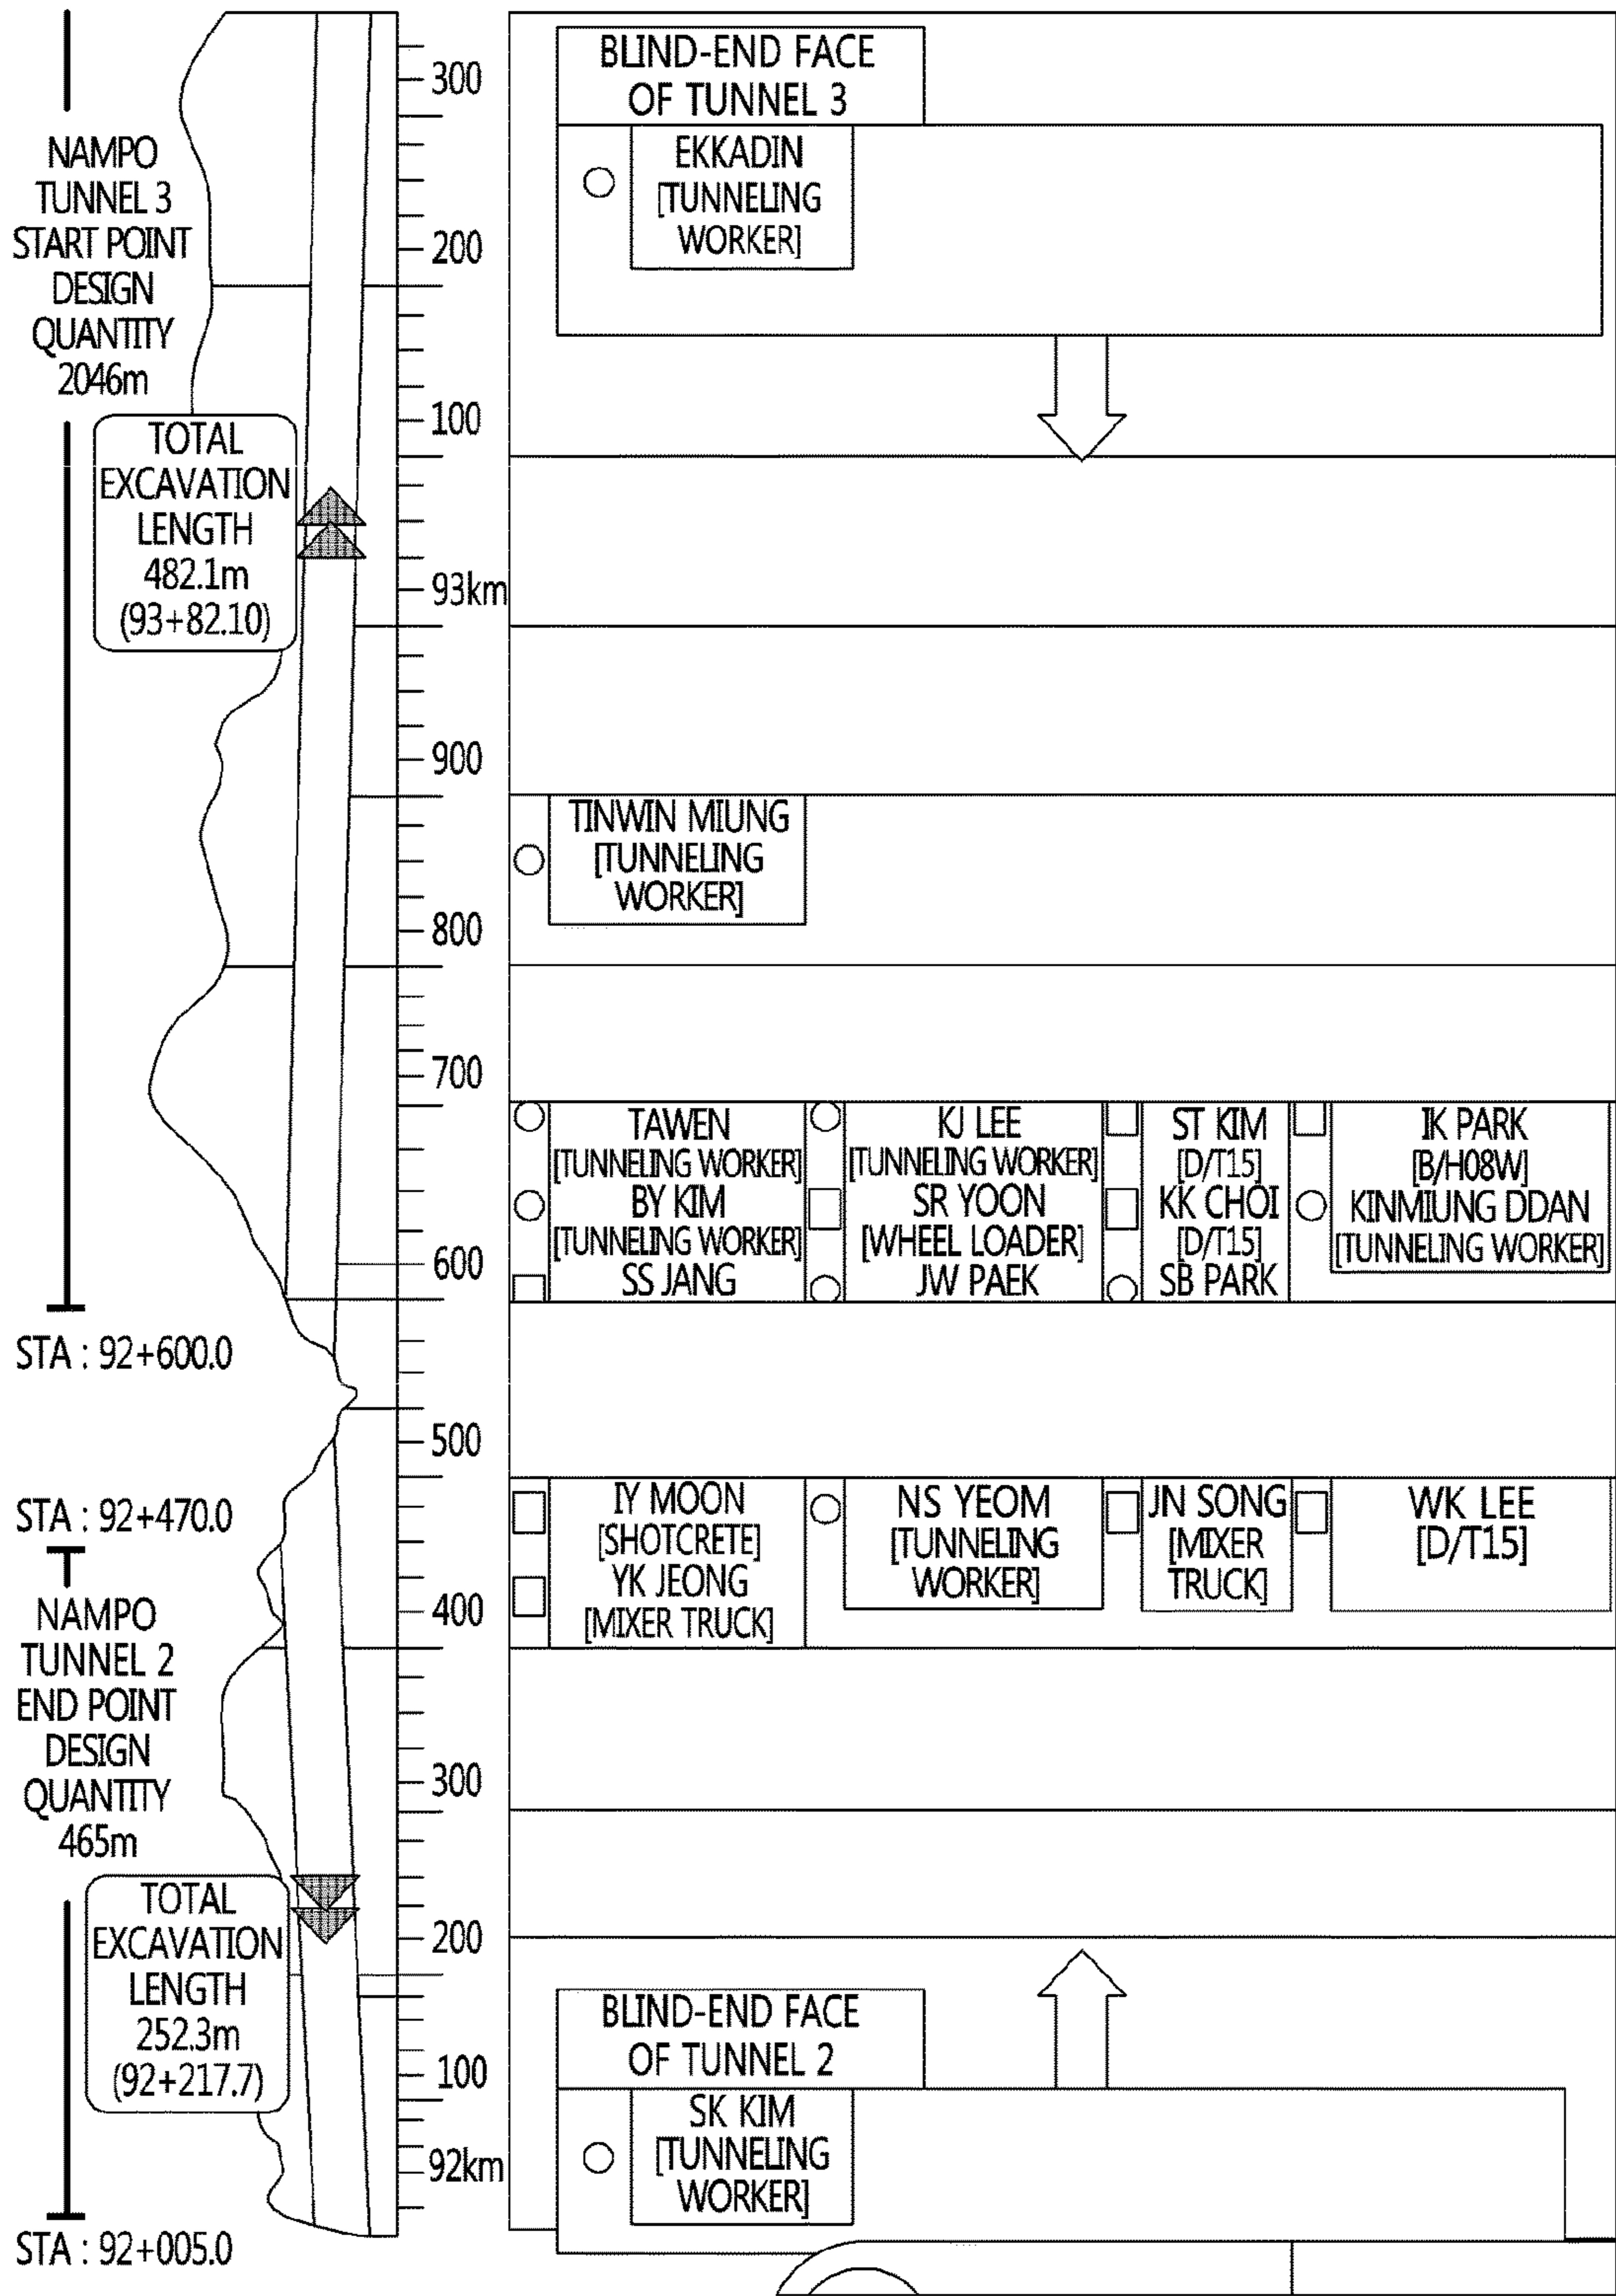 NAMPO
TUNNEL 3
START POINT
DESIGN
QUANTITY
2046m
TOTAL
EXCAVATION
LENGTH
482.1m
(93+82.10)
STA : 92+600.0
STA : 92+470.0
NAMPO
TUNNEL 2
END POINT
DESIGN
QUANTITY
465m
TOTAL
EXCAVATION
LENGTH
252.3m
(92+217.7)
STA : 92+005.0
300
200
100
93km
900
800
700
600
500
400
300
200
100
92km
BLIND-END FACE
OF TUNNEL 3
EKKADIN
[TUNNELING
WORKER]
TINWIN MIUNG
[TUNNELING
WORKER]
TAWEN
[TUNNELING WORKER]
BY KIM
[TUNNELING WORKER]
SS JANG
KJ LEE
[TUNNELING WORKER]
SR YOON
[WHEEL LOADER]
JW PAEK
ST KIM
[D/T15]
KK CHOI
[D/T15]
SB PARK
IK PARK
[B/H08W]
KINMIUNG DDAN
[TUNNELING WORKER]
IY MOON
[SHOTCRETE]
YK JEONG
[MIXER TRUCK]
NS YEOM
[TUNNELING
WORKER]
JN SONG
[MIXER
TRUCK]
WK LEE
[D/T15]
BLIND-END FACE
OF TUNNEL 2
SK KIM
[TUNNELING
WORKER]